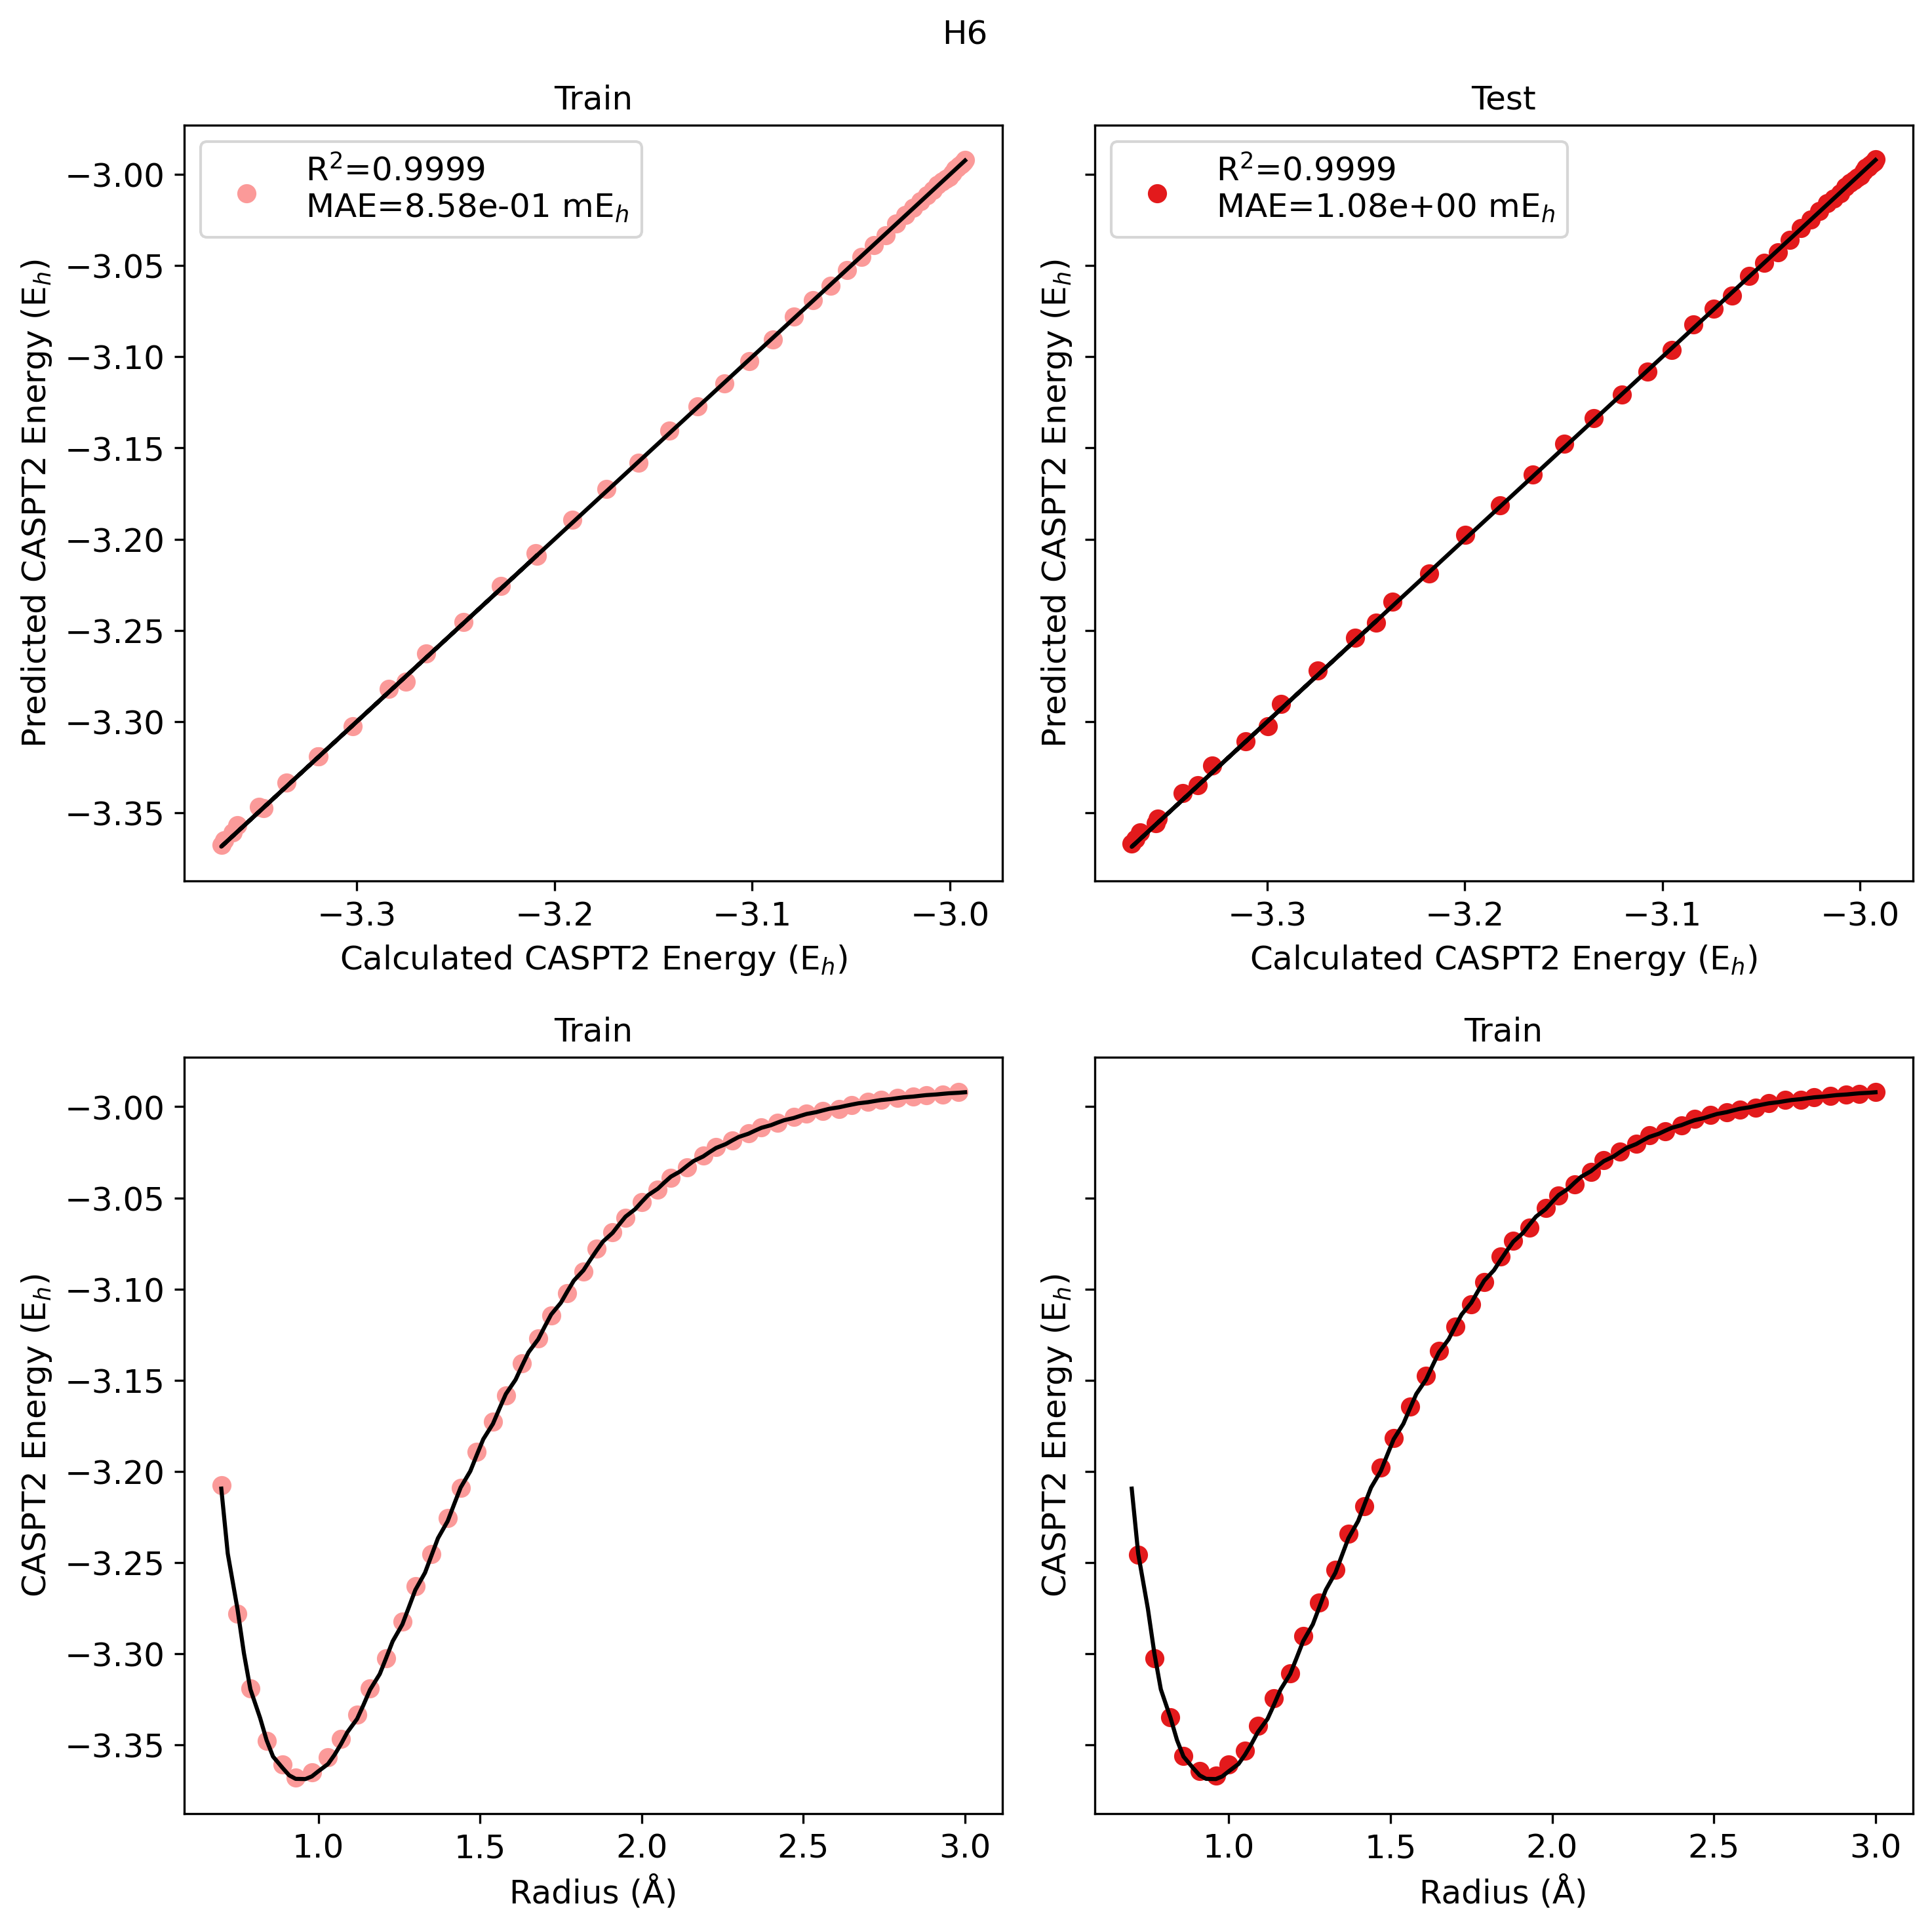 H6
Train
R²=0.9999
MAE=8.58e-01 mEₕ
Predicted CASPT2 Energy (Eₕ)
−3.00
−3.05
−3.10
−3.15
−3.20
−3.25
−3.30
−3.35
−3.3 −3.2 −3.1 −3.0
Calculated CASPT2 Energy (Eₕ)
Test
R²=0.9999
MAE=1.08e+00 mEₕ
Predicted CASPT2 Energy (Eₕ)
−3.3 −3.2 −3.1 −3.0
Calculated CASPT2 Energy (Eₕ)
Train
CASPT2 Energy (Eₕ)
−3.00
−3.05
−3.10
−3.15
−3.20
−3.25
−3.30
−3.35
1.0 1.5 2.0 2.5 3.0
Radius (Å)
Train
CASPT2 Energy (Eₕ)
1.0 1.5 2.0 2.5 3.0
Radius (Å)